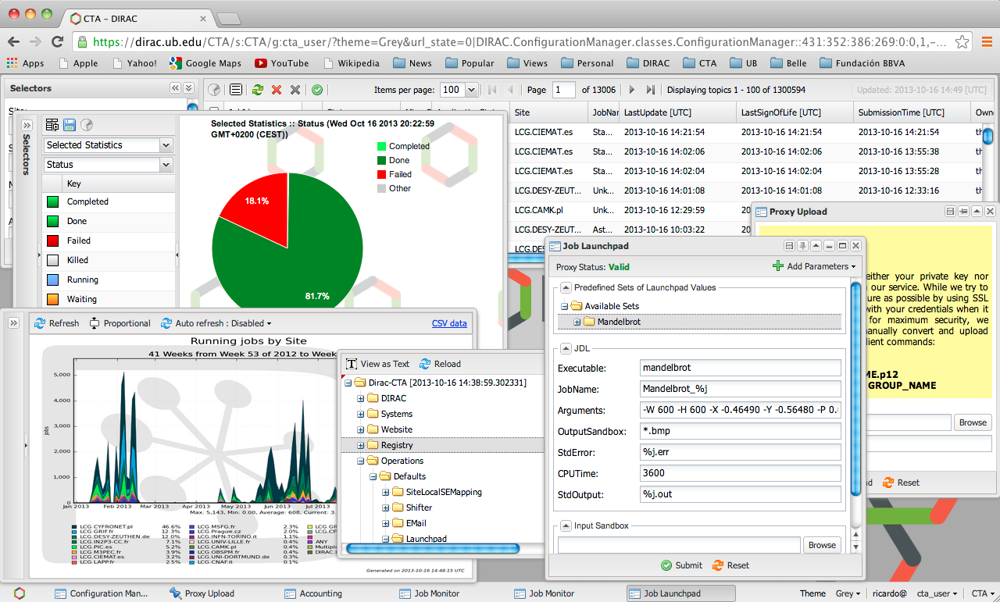 CTA – DIRAC
https://dirac.ub.edu/CTA/s:CTA/g:cta_user/?theme=Grey&url_state=0|DIRAC.ConfigurationManager.classes.ConfigurationManager::431:352:386:269:0:0,1,–...
Apps Apple Yahoo! Google Maps YouTube Wikipedia News Popular Views Personal DIRAC CTA UB Belle Fundación BBVA
Selectors
Items per page: 100 Page 1 of 13006 Displaying topics 1 - 100 of 1300594 Updated: 2013-10-16 14:49 [UTC]
Site JobNar LastUpdate [UTC] LastSignOfLife [UTC] SubmissionTime [UTC] Owne
LCG.CIEMAT.es Sta... 2013-10-16 14:21:54 2013-10-16 14:21:54 2013-10-16 14:21:54 th
LCG.CIEMAT.es Sta... 2013-10-16 14:02:06 2013-10-16 14:02:06 2013-10-16 13:55:38 th
LCG.CIEMAT.es Sta... 2013-10-16 14:02:04 2013-10-16 14:02:04 2013-10-16 13:55:28 th
LCG.DESY-ZEUT... Unk... 2013-10-16 14:01:08 2013-10-16 14:01:08 2013-10-16 12:33:16 th
LCG.CAMK.pl Unk... 2013-10-16 12:29:59
LCG.DESY-ZEUT... Ast... 2013-10-16 10:03:22
LCG.DES
Selectors
Selected Statistics
Status
Key
Completed
Done
Failed
Killed
Running
Waiting
Selected Statistics :: Status (Wed Oct 16 2013 20:22:59
GMT+0200 (CEST))
Completed
Done
Failed
Other
18.1%
81.7%
Proxy Upload
either your private key nor
n our service. While we try to
ure as possible by using SSL
with your credentials when it
for maximum security, we
manually convert and upload
lient commands:
ME.p12
GROUP_NAME
Browse
Reset
Refresh Proportional Auto refresh : Disabled CSV data
Running jobs by Site
41 Weeks from Week 53 of 2012 to Week
jobs
5,000
4,000
3,000
2,000
1,000
0
Jan 2013 Feb 2013 Mar 2013 Apr 2013 May 2013 Jun 2013 Jul 201
Max: 5,143, Min: 0.00, Average: 608, Current: 3.
LCG.CYFRONET.pl 46.6% LCG.MSFG.fr 2.3% LCG.GR
LCG.GRIF.fr 12.3% LCG.Prague.cz 2.0% LCG.CP
LCG.DESY-ZEUTHEN.de 12.0% LCG.INFN-TORINO.it 1.1%
LCG.IN2P3-CC.fr 7.1% LCG.UNIV-LILLE.fr 0.4% ANY
LCG.PIC.es 5.2% LCG.CAMK.pl 0.4% Multiple
LCG.M3PEC.fr 3.9% LCG.OBSPM.fr 0.4% DIRAC.
LCG.CIEMAT.es 2.7% LCG.UNI-DORTMUND.de 0.3%
LCG.LAPP.fr 2.5% LCG.CNAF.it 0.1%
Generated on 2013-10-16 14:48:15 UTC
View as Text Reload
Dirac-CTA [2013-10-16 14:38:59.302331]
DIRAC
Systems
Website
Registry
Operations
Defaults
SiteLocalSEMapping
Shifter
EMail
Launchpad
Job Launchpad
Proxy Status: Valid Add Parameters
Predefined Sets of Launchpad Values
Available Sets
Mandelbrot
JDL
Executable: mandelbrot
JobName: Mandelbrot_%j
Arguments: -W 600 -H 600 -X -0.46490 -Y -0.56480 -P 0.
OutputSandbox: *.bmp
StdError: %j.err
CPUTime: 3600
StdOutput: %j.out
Input Sandbox
Browse
Submit Reset
Configuration Man... Proxy Upload Accounting Job Monitor Job Monitor Job Launchpad Theme Grey ricardo@ cta_user CTA